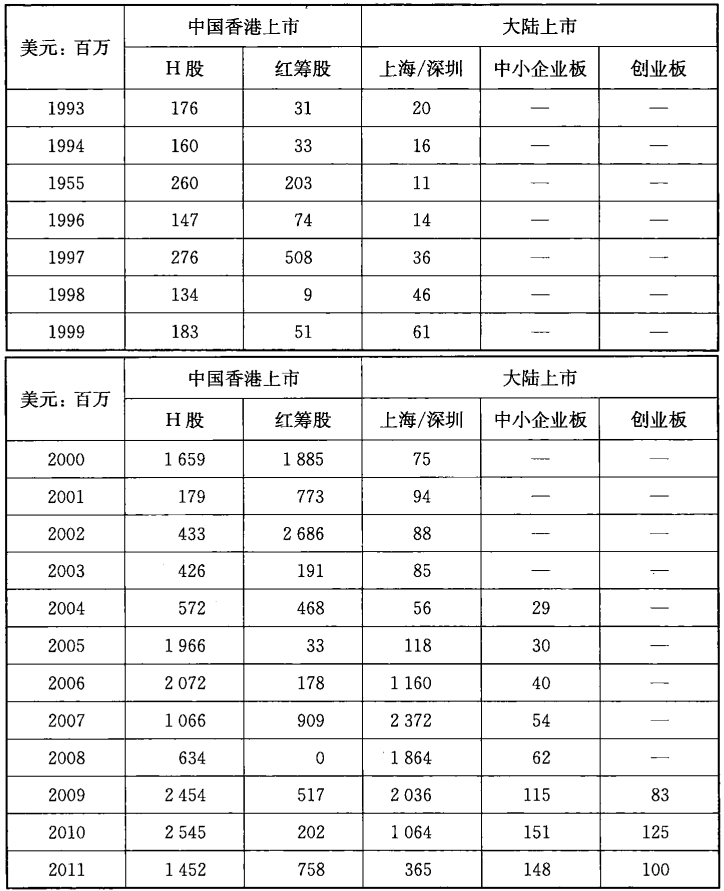 美元：百万 中国香港上市 大陆上市
H股 红筹股 上海/深圳 中小企业板 创业板
1993 176 31 20 — —
1994 160 33 16 — —
1955 260 203 11 — —
1996 147 74 14 — —
1997 276 508 36 — —
1998 134 9 46 — —
1999 183 51 61 — —
美元：百万 中国香港上市 大陆上市
H股 红筹股 上海/深圳 中小企业板 创业板
2000 1 659 1 885 75 — —
2001 179 773 94 — —
2002 433 2 686 88 — —
2003 426 191 85 — —
2004 572 468 56 29 —
2005 1 966 33 118 30 —
2006 2 072 178 1 160 40 —
2007 1 066 909 2 372 54 —
2008 634 0 1 864 62 —
2009 2 454 517 2 036 115 83
2010 2 545 202 1 064 151 125
2011 1 452 758 365 148 100